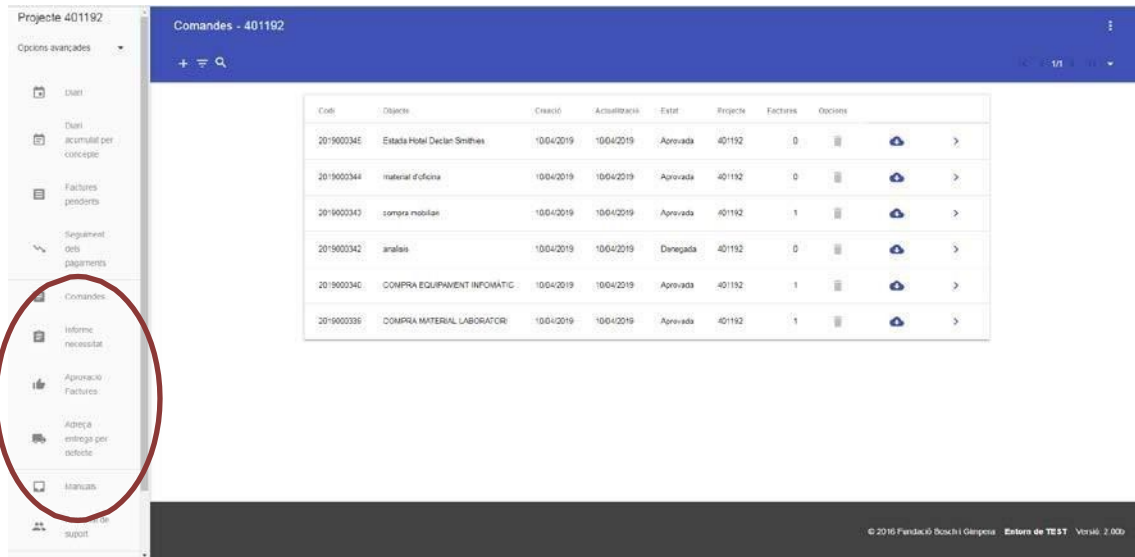 Projecte 401192
Opcions avançades
Diari
Diari
acumulat per
concepte
Factures
pendents
Seguiment
dels
pagaments
Comandes
Informe
necessitat
Aprovació
Factures
Adreça
entrega per
defecte
Manuals
de
suport
Comandes - 401192
1/1
Codi Objecte Creació Actualització Estat Projecte Factures Opcions
2019000345 Estada Hotel Declan Smithies 10/04/2019 10/04/2019 Aprovada 401192 0
2019000344 material d'oficina 10/04/2019 10/04/2019 Aprovada 401192 0
2019000343 compra mobiliari 10/04/2019 10/04/2019 Aprovada 401192 1
2019000342 analisis 10/04/2019 10/04/2019 Denegada 401192 0
2019000340 COMPRA EQUIPAMENT INFOMÀTIC 10/04/2019 10/04/2019 Aprovada 401192 1
2019000339 COMPRA MATERIAL LABORATORI 10/04/2019 10/04/2019 Aprovada 401192 1
© 2016 Fundació Bosch i Gimpera Entorn de TEST Versió: 2.00b